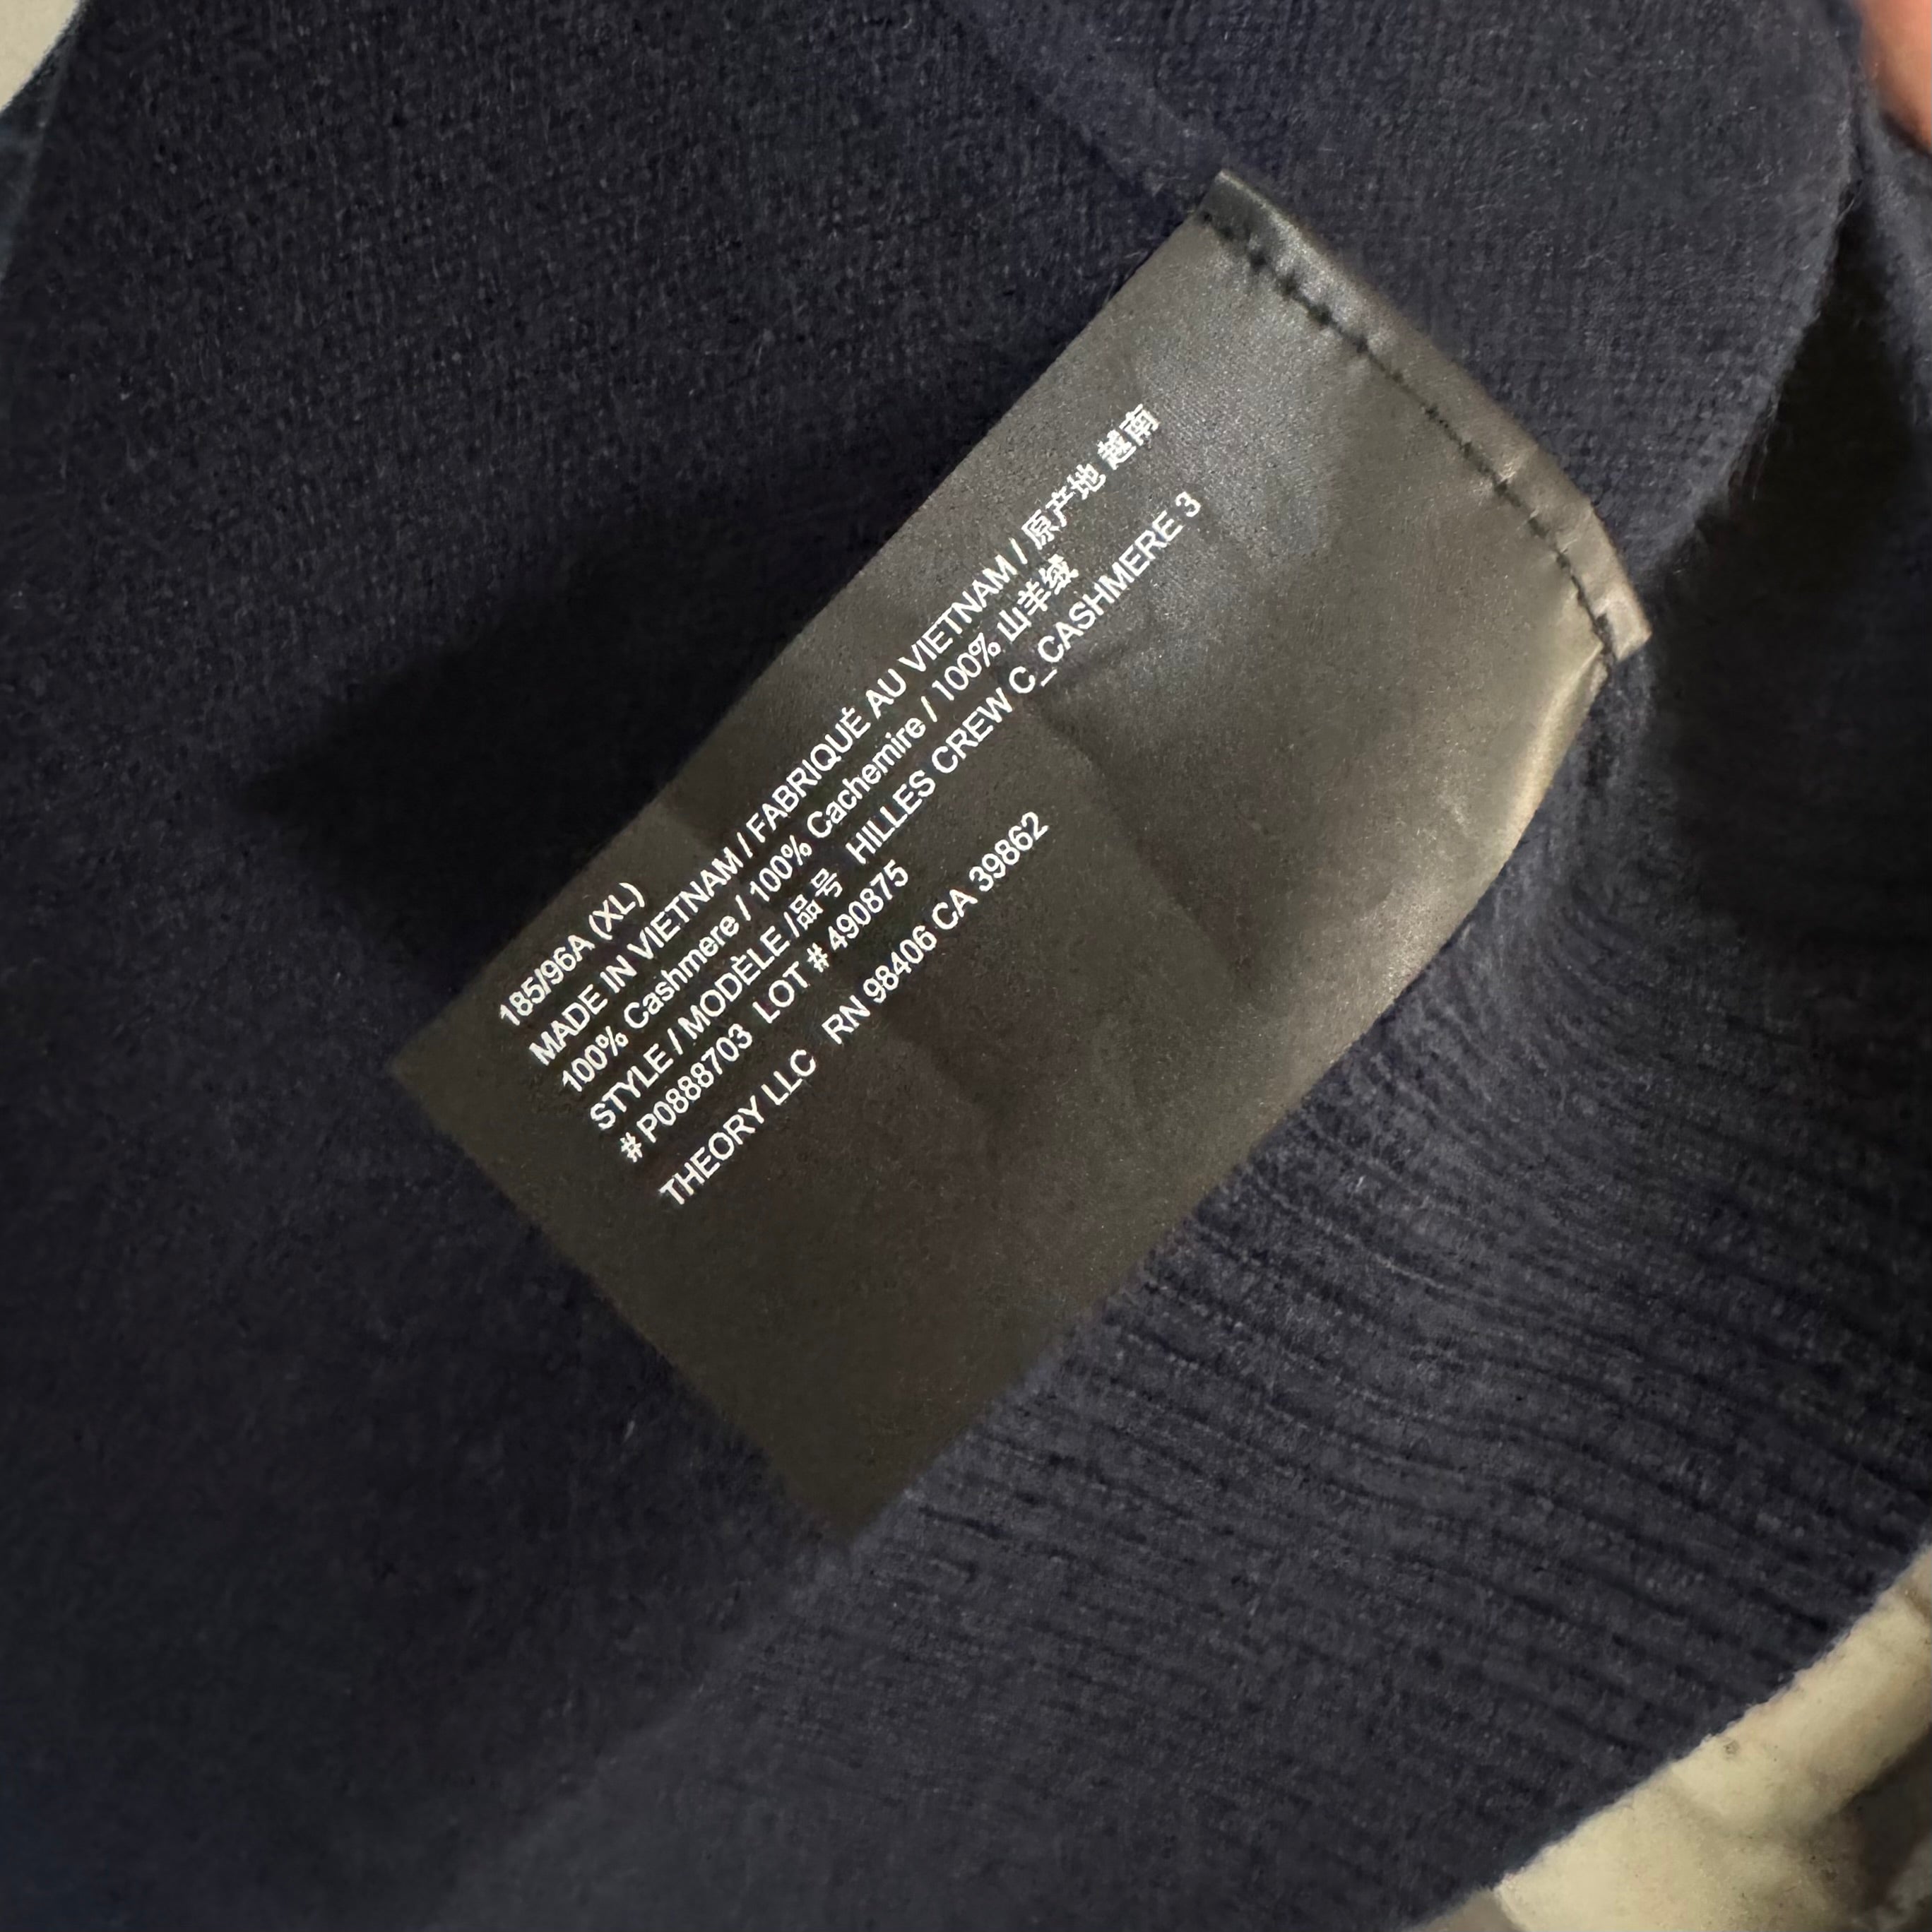 185/96A (XL)
MADE IN VIETNAM / FABRIQUÉ AU VIETNAM / 原产地 越南
100% Cashmere / 100% Cachemire / 100% 山羊绒
STYLE / MODÈLE /品号 HILLES CREW C_CASHMERE 3
# P0888703 LOT # 490875
THEORY LLC RN 98406 CA 39862